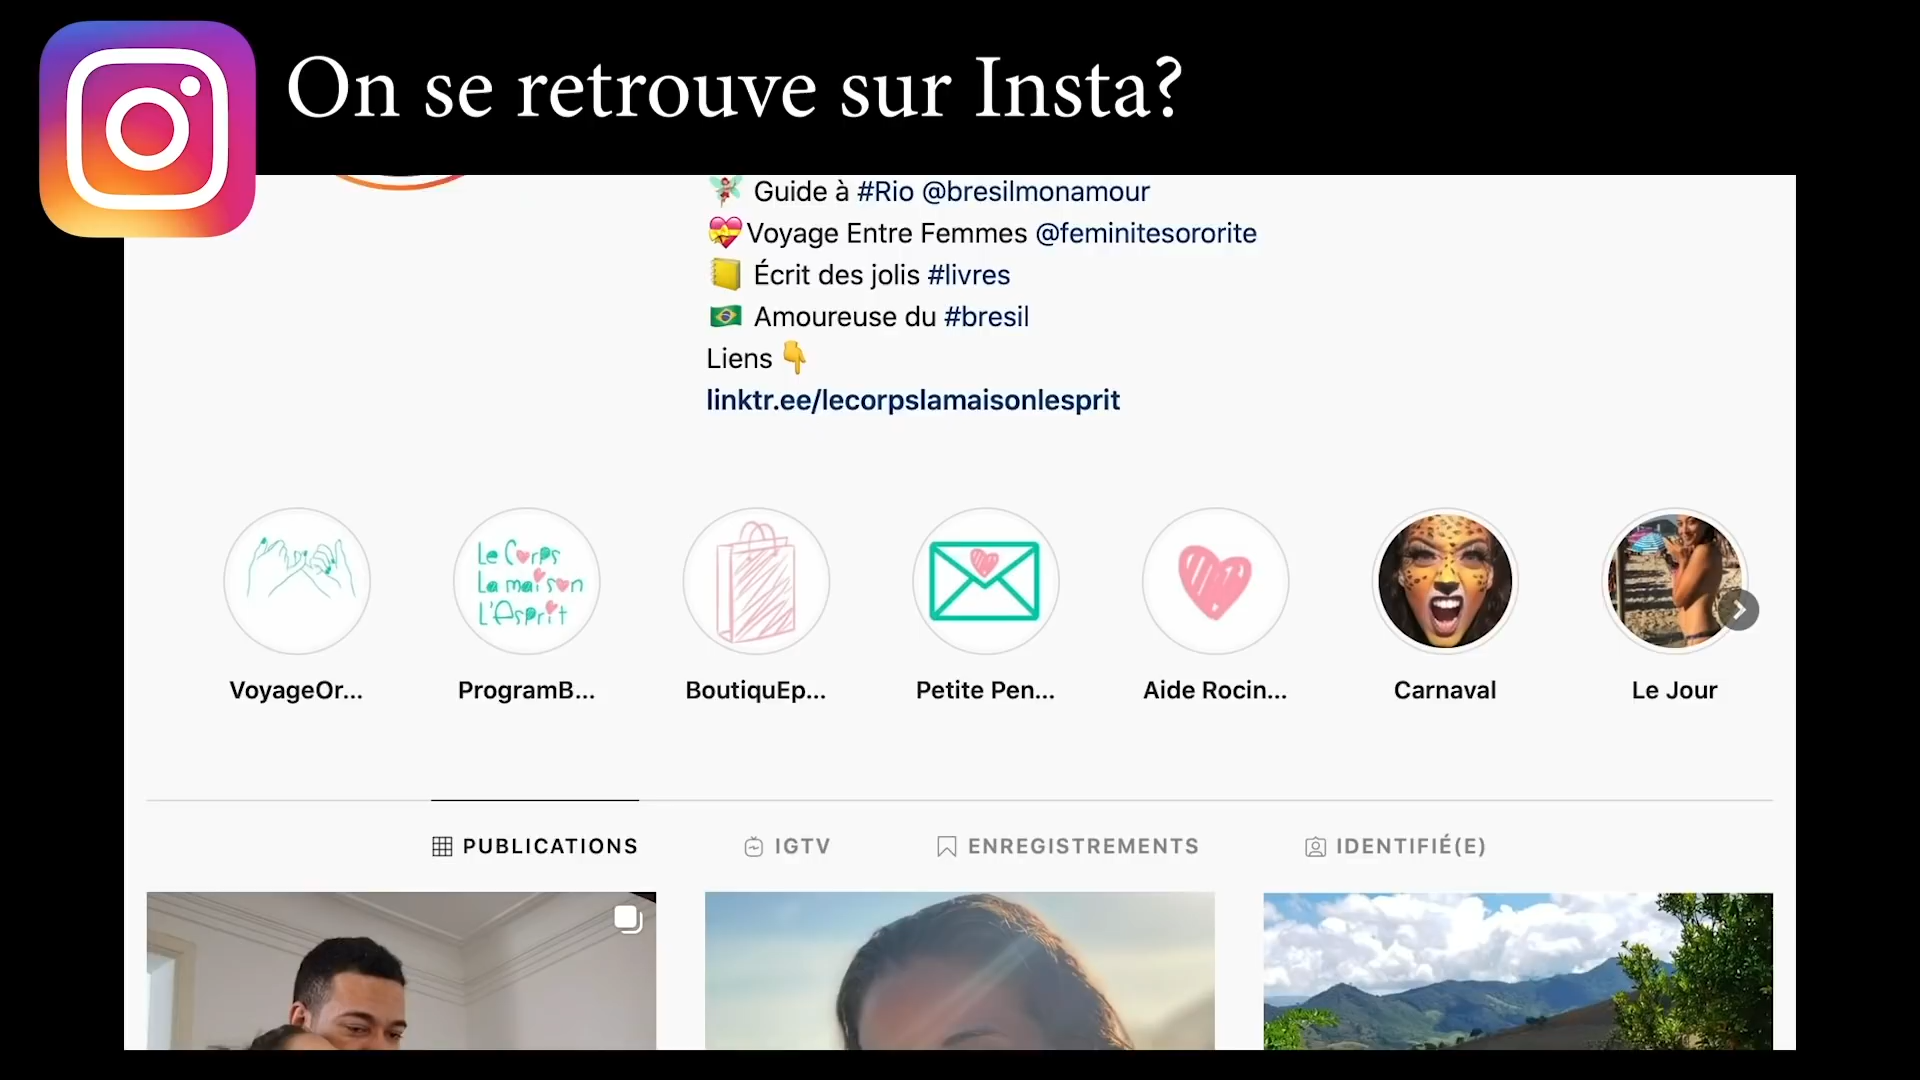 On se retrouve sur Insta?
Guide à #Rio @bresilmonamour
Voyage Entre Femmes @feminitesororite
Écrit des jolis #livres
Amoureuse du #bresil
Liens
linktr.ee/lecorpslamaisonlesprit
Le Corps
La maison
L'Esprit
VoyageOr...
ProgramB...
BoutiquEp...
Petite Pen...
Aide Rocin...
Carnaval
Le Jour
PUBLICATIONS
IGTV
ENREGISTREMENTS
IDENTIFIÉ(E)